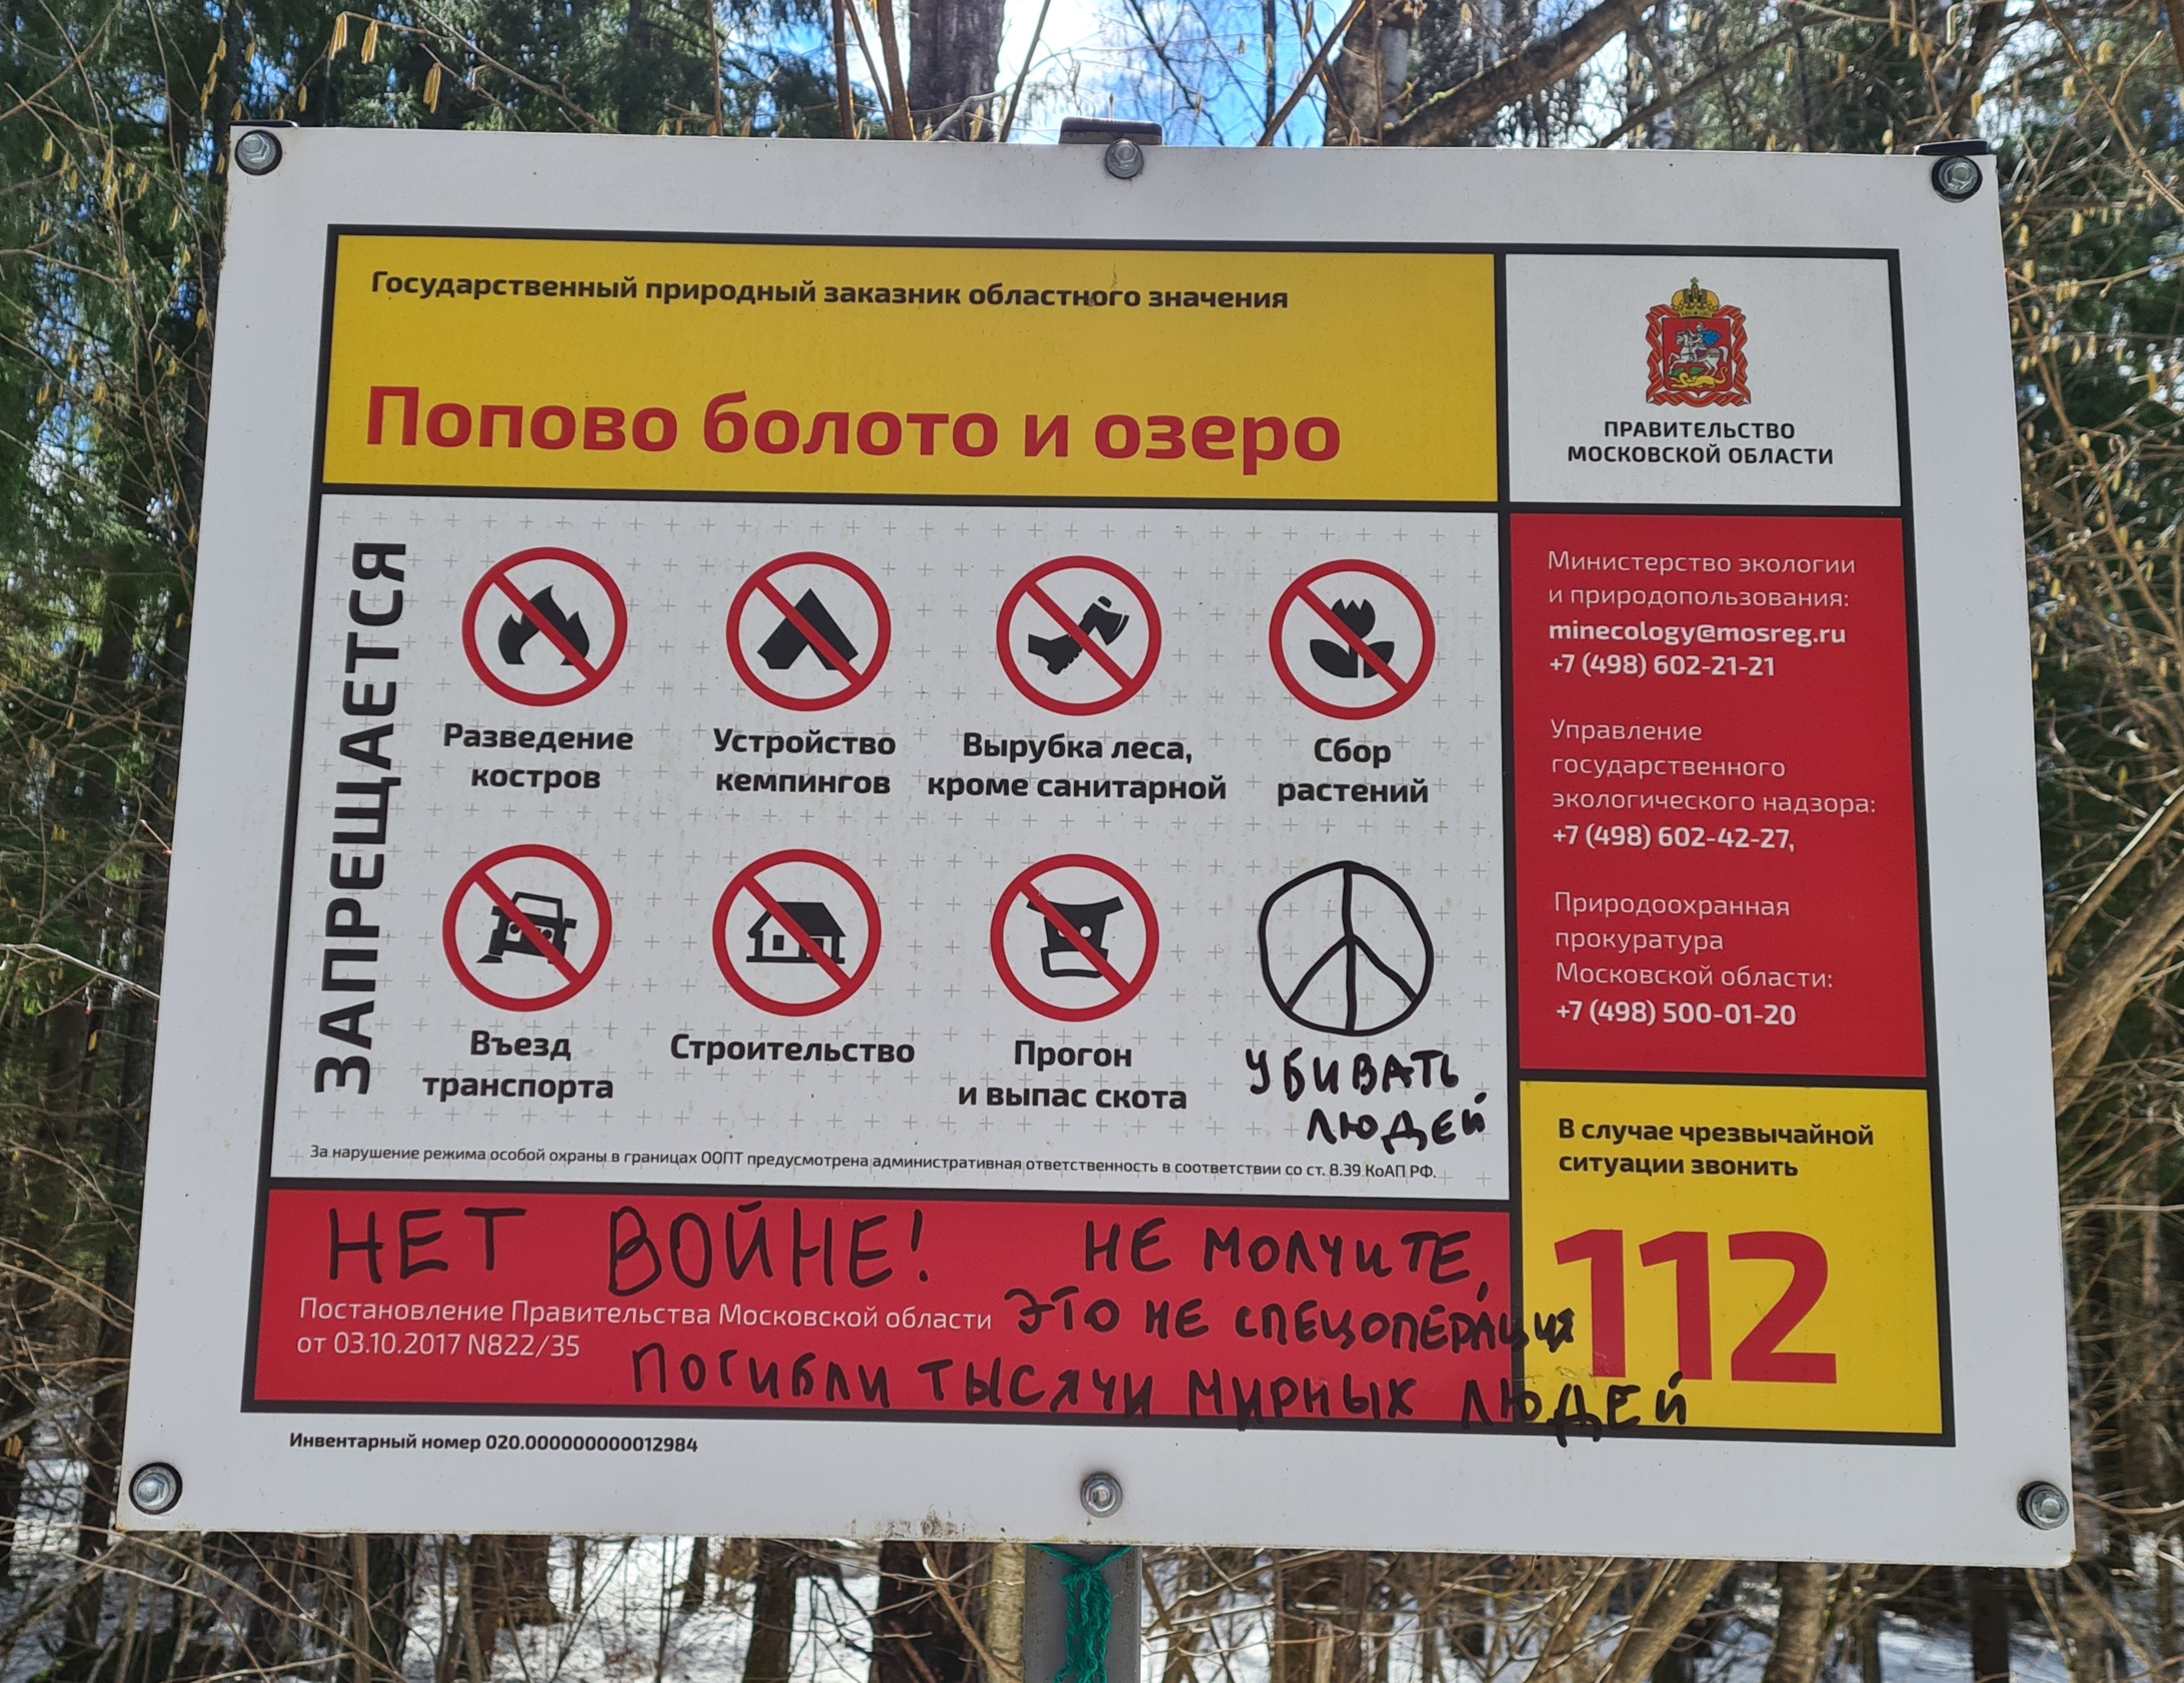 Государственный природный заказник областного значения
Попово болото и озеро
ПРАВИТЕЛЬСТВО
МОСКОВСКОЙ ОБЛАСТИ
ЗАПРЕЩАЕТСЯ
Разведение
костров
Устройство
кемпингов
Вырубка леса,
кроме санитарной
Сбор
растений
Въезд
транспорта
Строительство
Прогон
и выпас скота
УБИВАТЬ
ЛЮДЕЙ
За нарушение режима особой охраны в границах ООПТ предусмотрена административная ответственность в соответствии со ст. 8.39 КоАП РФ.
Министерство экологии
и природопользования:
minecology@mosreg.ru
+7 (498) 602-21-21
Управление
государственного
экологического надзора:
+7 (498) 602-42-27,
Природоохранная
прокуратура
Московской области:
+7 (498) 500-01-20
В случае чрезвычайной
ситуации звонить
112
НЕТ ВОЙНЕ!
НЕ МОЛЧИТЕ,
ЭТО НЕ СПЕЦОПЕРАЦИЯ
ПОГИБЛИ ТЫСЯЧИ МИРНЫХ ЛЮДЕЙ
Постановление Правительства Московской области
от 03.10.2017 N822/35
Инвентарный номер 020.000000000012984